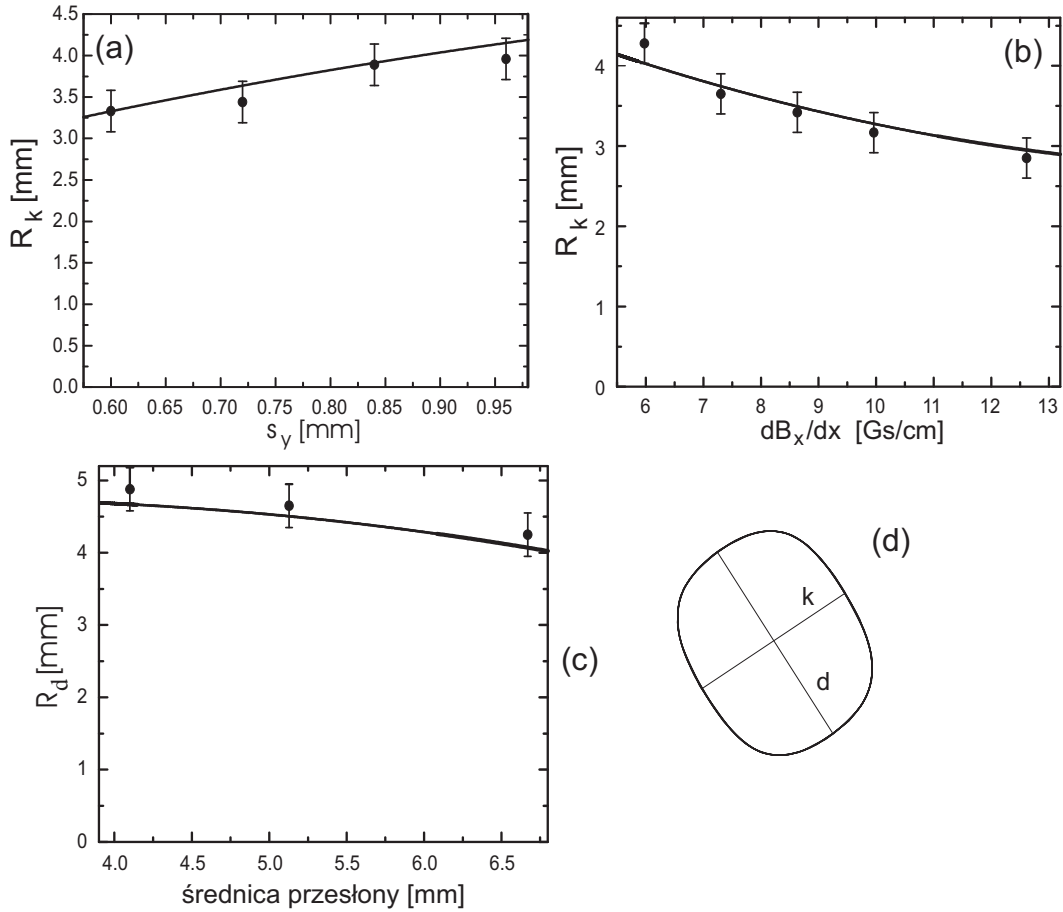 (a)
4.5
4.0
3.5
3.0
2.5
2.0
1.5
1.0
0.5
0.0
R_k [mm]
0.60 0.65 0.70 0.75 0.80 0.85 0.90 0.95
s_y [mm]
(b)
4
3
2
1
0
R_k [mm]
6 7 8 9 10 11 12 13
dB_x/dx [Gs/cm]
(c)
5
4
3
2
1
0
R_d [mm]
4.0 4.5 5.0 5.5 6.0 6.5
średnica przesłony [mm]
(d)
k
d